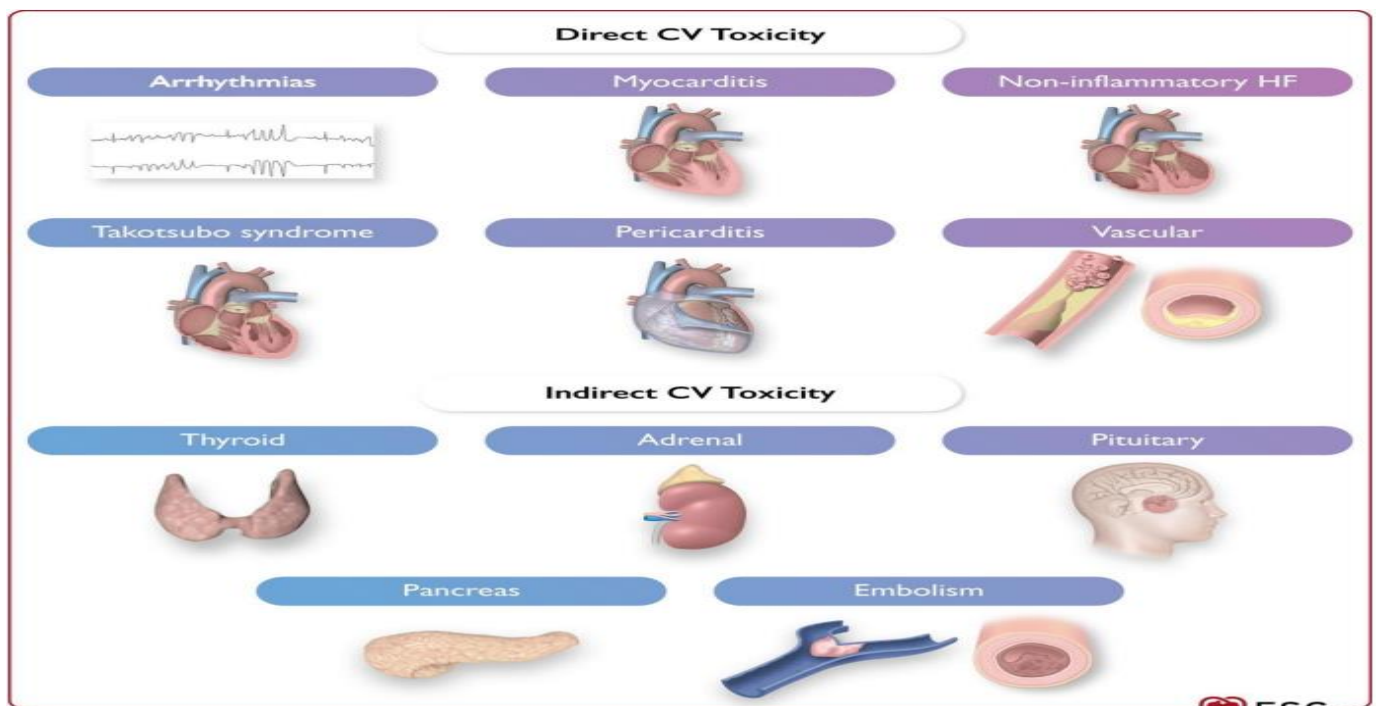 Direct CV Toxicity
Arrhythmias Myocarditis Non-inflammatory HF
Takotsubo syndrome Pericarditis Vascular
Indirect CV Toxicity
Thyroid Adrenal Pituitary
Pancreas Embolism